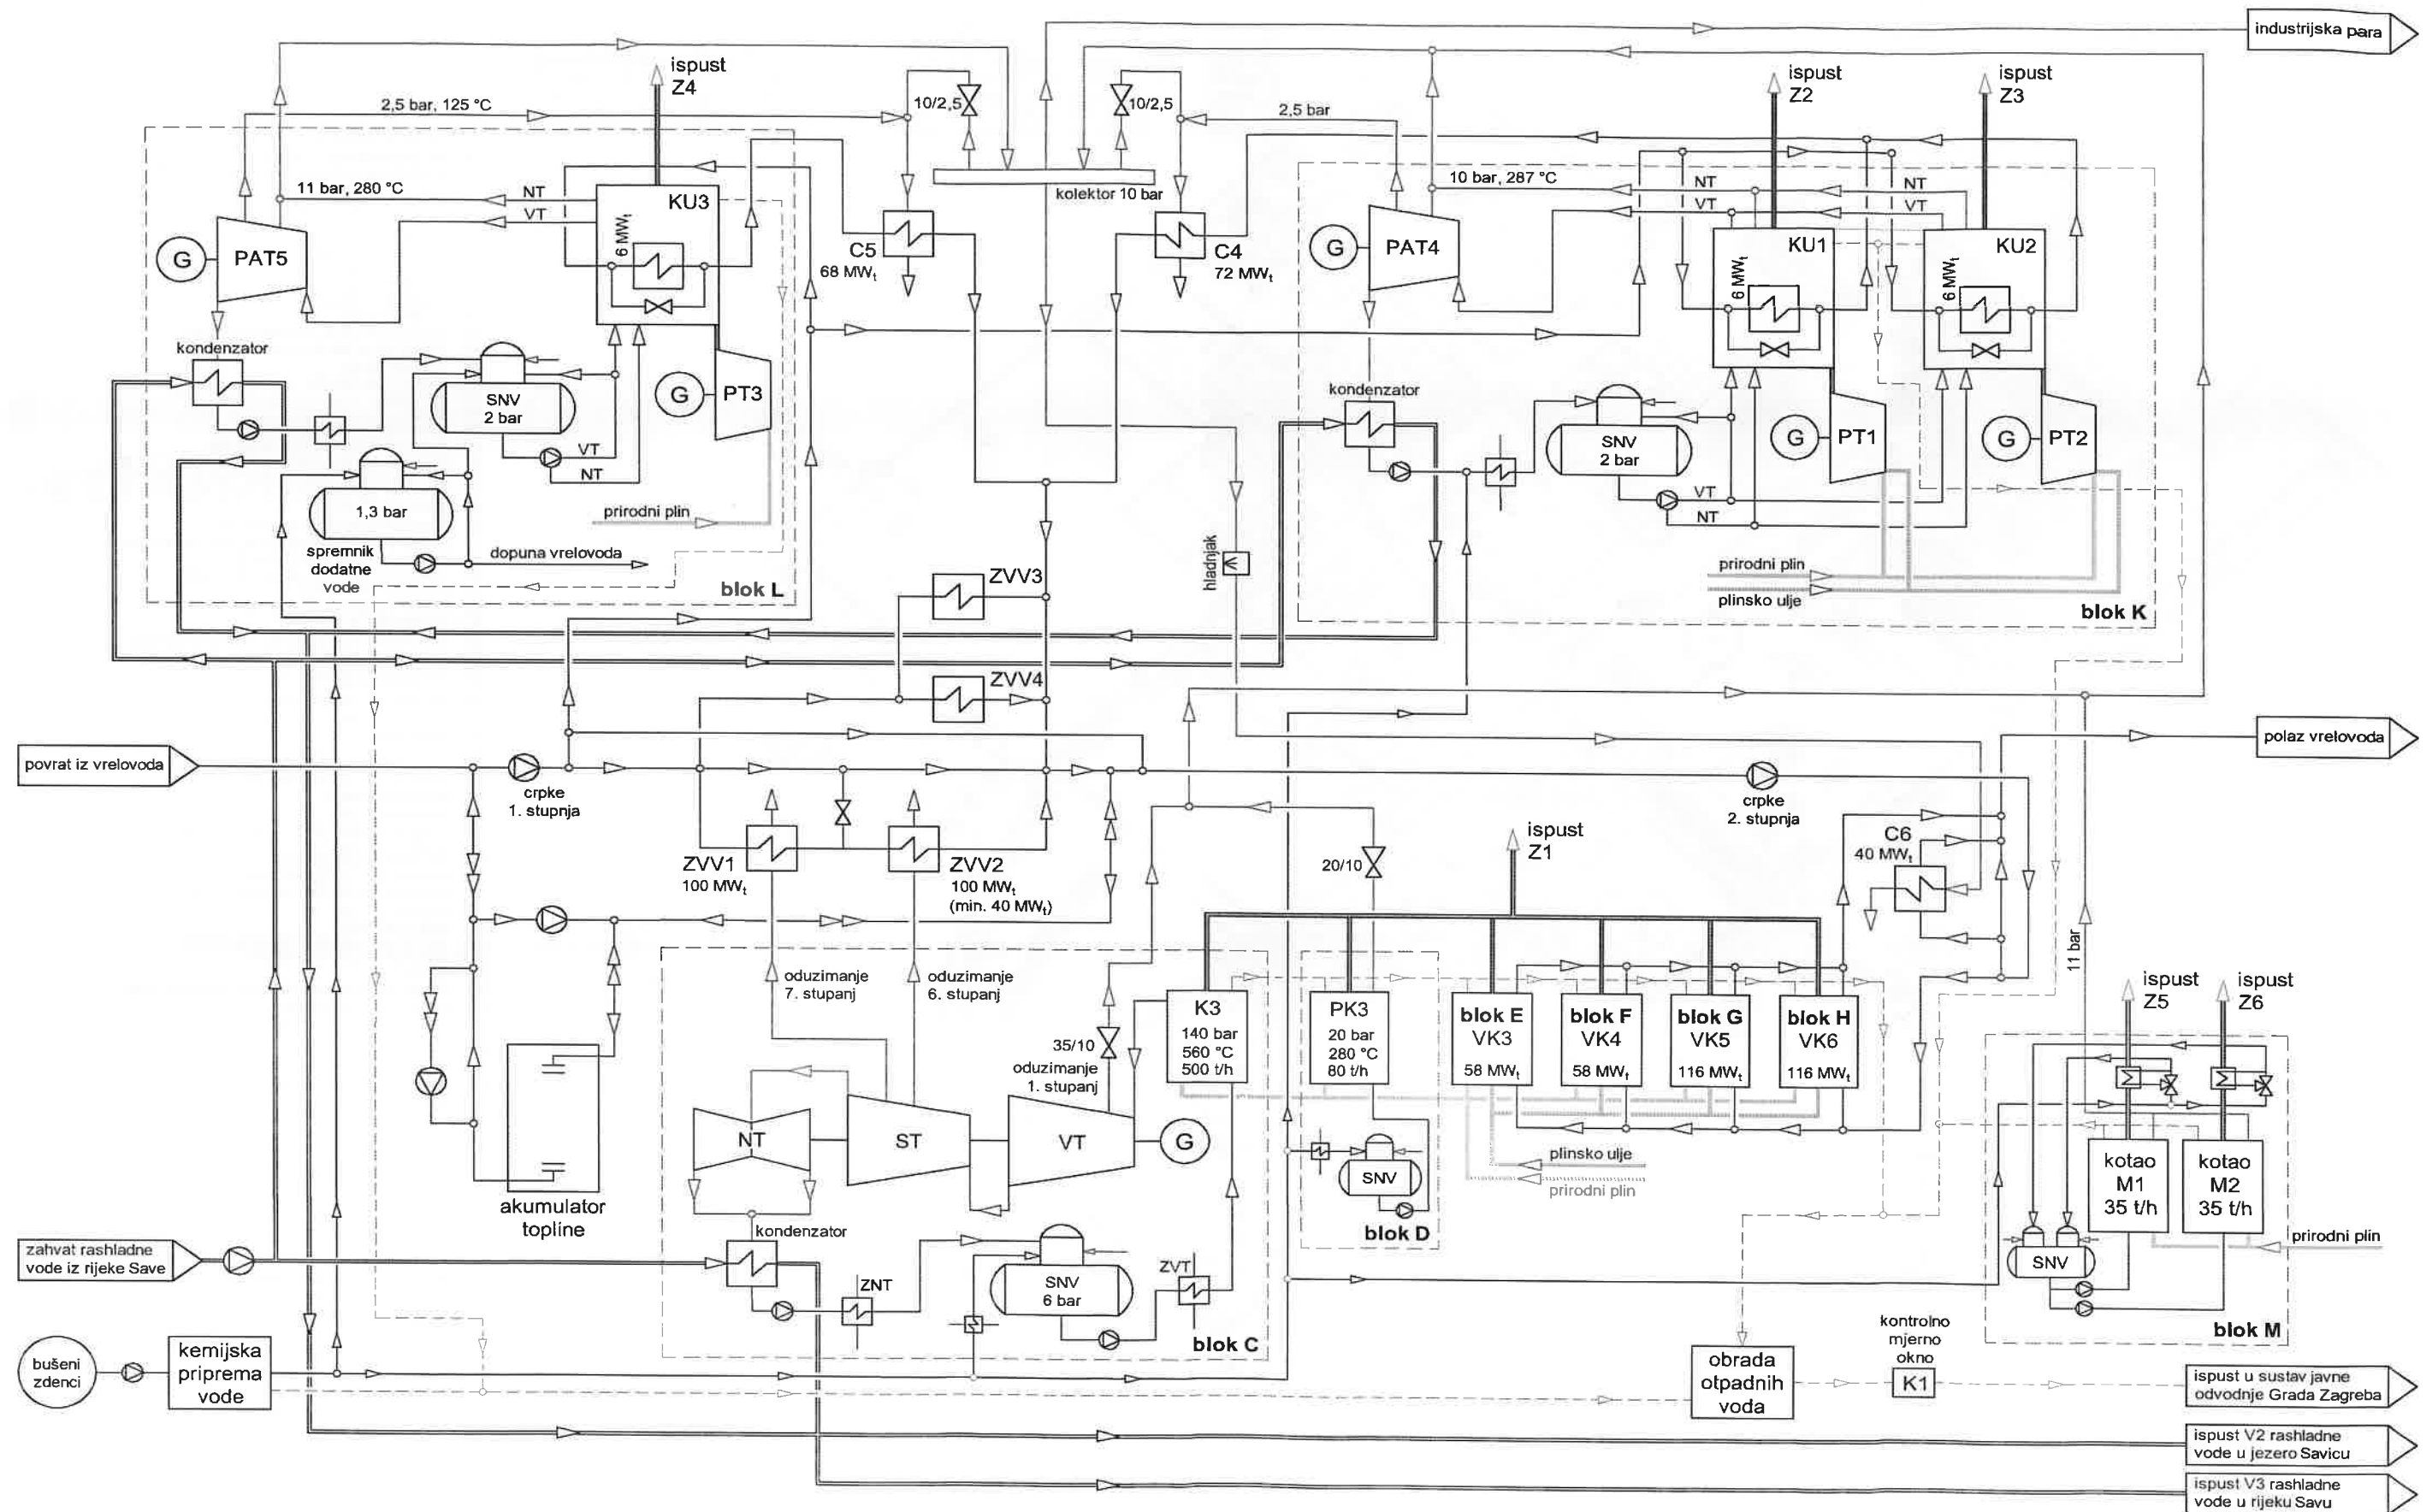 industrijska para
ispust
Z4
ispust
Z2
ispust
Z3
2,5 bar, 125 °C
10/2,5
10/2,5
2,5 bar
kolektor 10 bar
11 bar, 280 °C
NT
VT
KU3
6 MWt
G
PAT5
C5
68 MWt
C4
72 MWt
10 bar, 287 °C
NT
NT
VT
VT
G
PAT4
KU1
6 MWt
KU2
6 MWt
kondenzator
SNV
2 bar
G
PT3
VT
NT
1,3 bar
spremnik
dodatne
vode
dopuna vrelovoda
prirodni plin
blok L
kondenzator
SNV
2 bar
G
PT1
G
PT2
VT
NT
prirodni plin
plinsko ulje
blok K
hladnjak
ZVV3
ZVV4
povrat iz vrelovoda
crpke
1. stupnja
crpke
2. stupnja
polaz vrelovoda
ZVV1
100 MWt
ZVV2
100 MWt
(min. 40 MWt)
20/10
ispust
Z1
C6
40 MWt
11 bar
ispust
Z5
ispust
Z6
oduzimanje
7. stupanj
oduzimanje
6. stupanj
35/10
oduzimanje
1. stupanj
K3
140 bar
560 °C
500 t/h
PK3
20 bar
280 °C
80 t/h
blok E
VK3
58 MWt
blok F
VK4
58 MWt
blok G
VK5
116 MWt
blok H
VK6
116 MWt
NT
ST
VT
G
akumulator
topline
SNV
blok D
plinsko ulje
prirodni plin
kotao
M1
35 t/h
kotao
M2
35 t/h
prirodni plin
SNV
blok M
zahvat rashladne
vode iz rijeke Save
kondenzator
ZNT
SNV
6 bar
ZVT
blok C
bušeni
zdenci
kemijska
priprema
vode
obrada
otpadnih
voda
kontrolno
mjerno
okno
K1
ispust u sustav javne
odvodnje Grada Zagreba
ispust V2 rashladne
vode u jezero Savicu
ispust V3 rashladne
vode u rijeku Savu